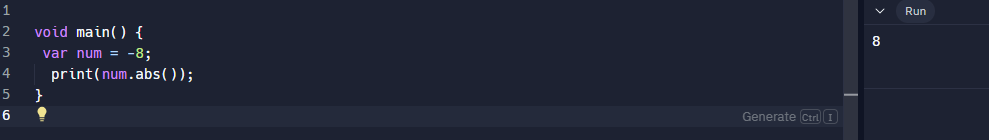 1
2 void main() {
3 var num = -8;
4 print(num.abs());
5 }
6
Generate Ctrl I
Run
8